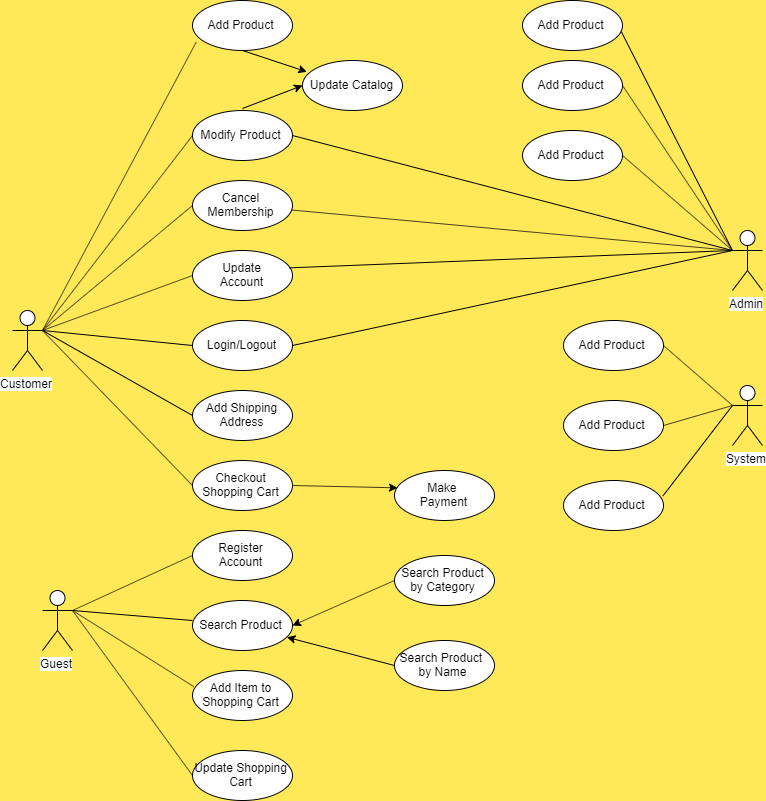 Add Product
Add Product
Update Catalog
Add Product
Modify Product
Add Product
Cancel
Membership
Update
Account
Admin
Login/Logout
Add Product
Customer
Add Shipping
Address
Add Product
System
Checkout
Shopping Cart
Make
Payment
Add Product
Register
Account
Search Product
by Category
Search Product
Guest
Search Product
by Name
Add Item to
Shopping Cart
Update Shopping
Cart